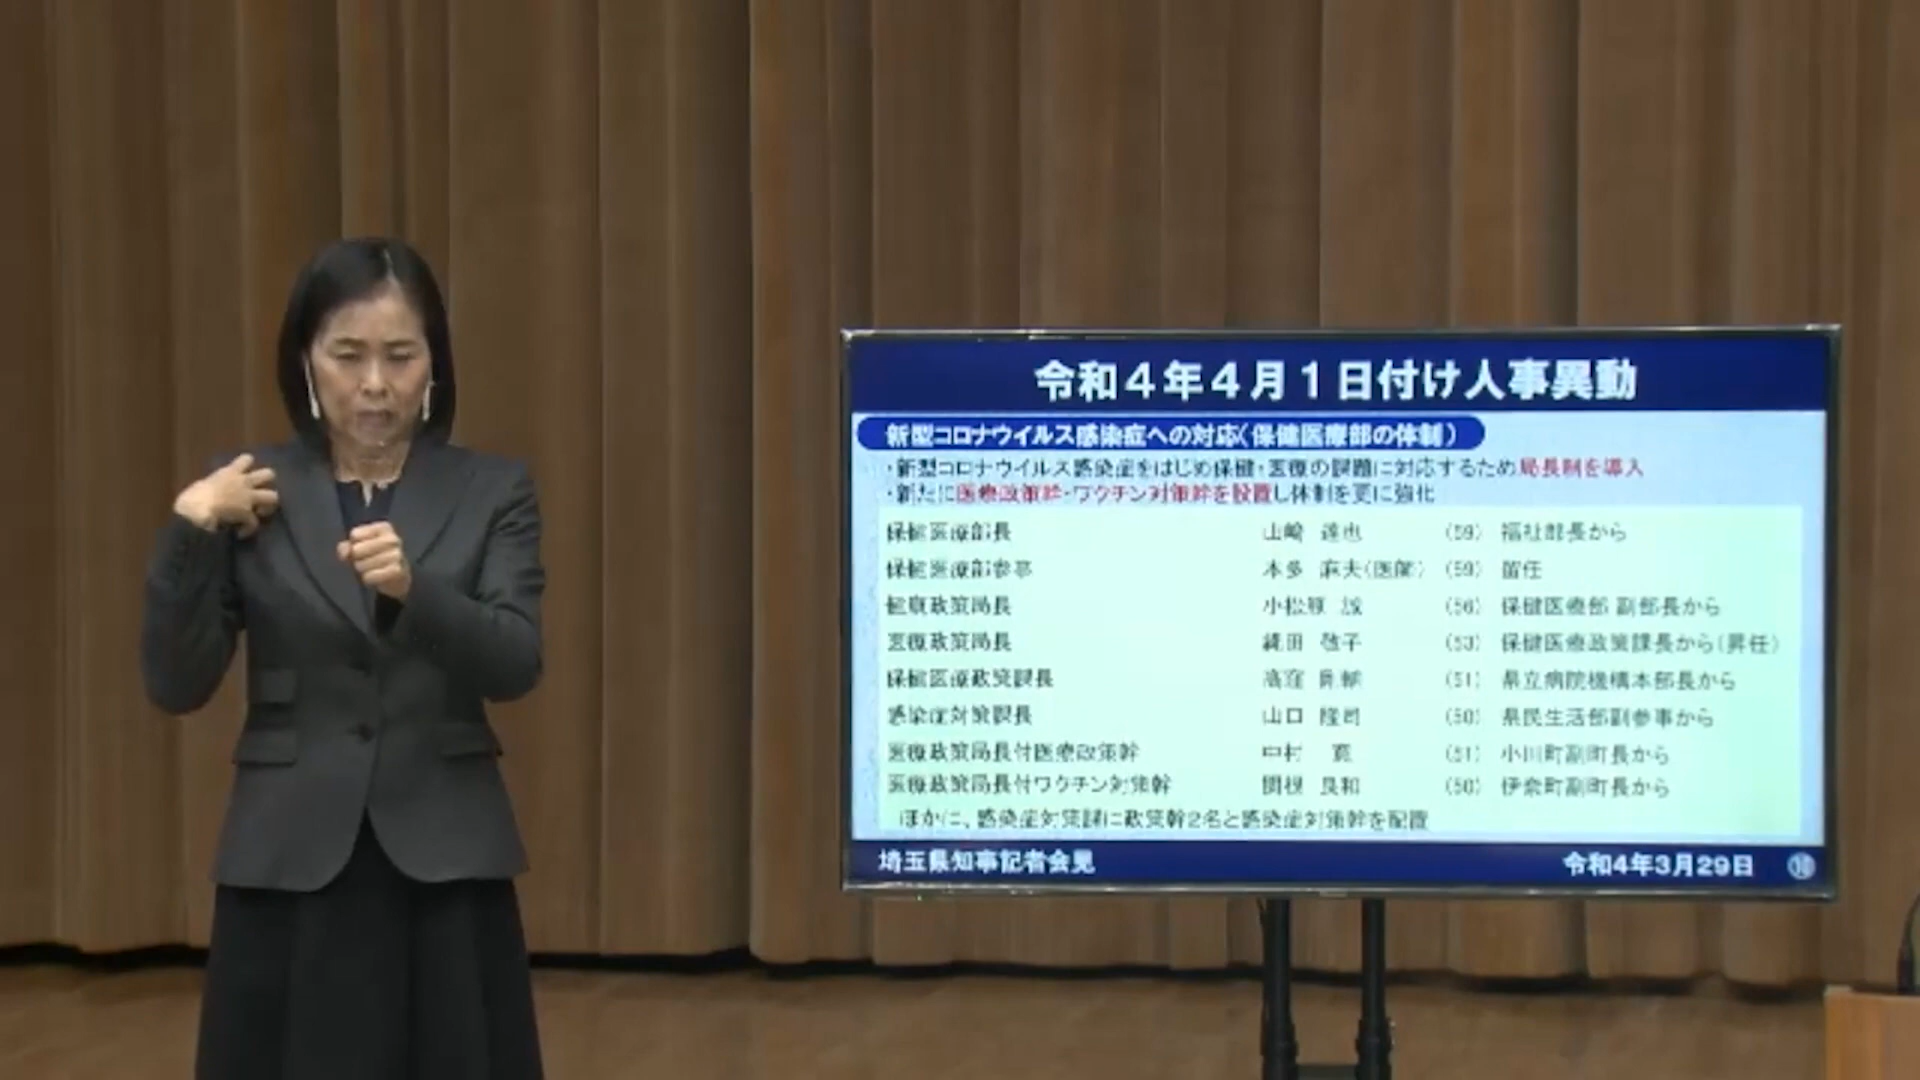 令和4年4月1日付け人事異動
新型コロナウイルス感染症への対応(保健医療部の体制)
・新型コロナウイルス感染症をはじめ保健・医療の課題に対応するため局長制を導入
・新たに医療政策幹・ワクチン対策幹を設置し体制を更に強化
保健医療部長 山崎 達也 (59) 福祉部長から
保健医療部参事 本多 麻夫(医師) (59) 留任
健康政策局長 小松原 誠 (56) 保健医療部 副部長から
医療政策局長 縄田 敬子 (53) 保健医療政策課長から(昇任)
保健医療政策課長 高窪 剛輔 (51) 県立病院機構本部長から
感染症対策課長 山口 隆司 (50) 県民生活部副参事から
医療政策局長付医療政策幹 中村 寛 (51) 小川町副町長から
医療政策局長付ワクチン対策幹 関根 良和 (50) 伊奈町副町長から
ほかに、感染症対策課に政策幹2名と感染症対策幹を配置
埼玉県知事記者会見 令和4年3月29日